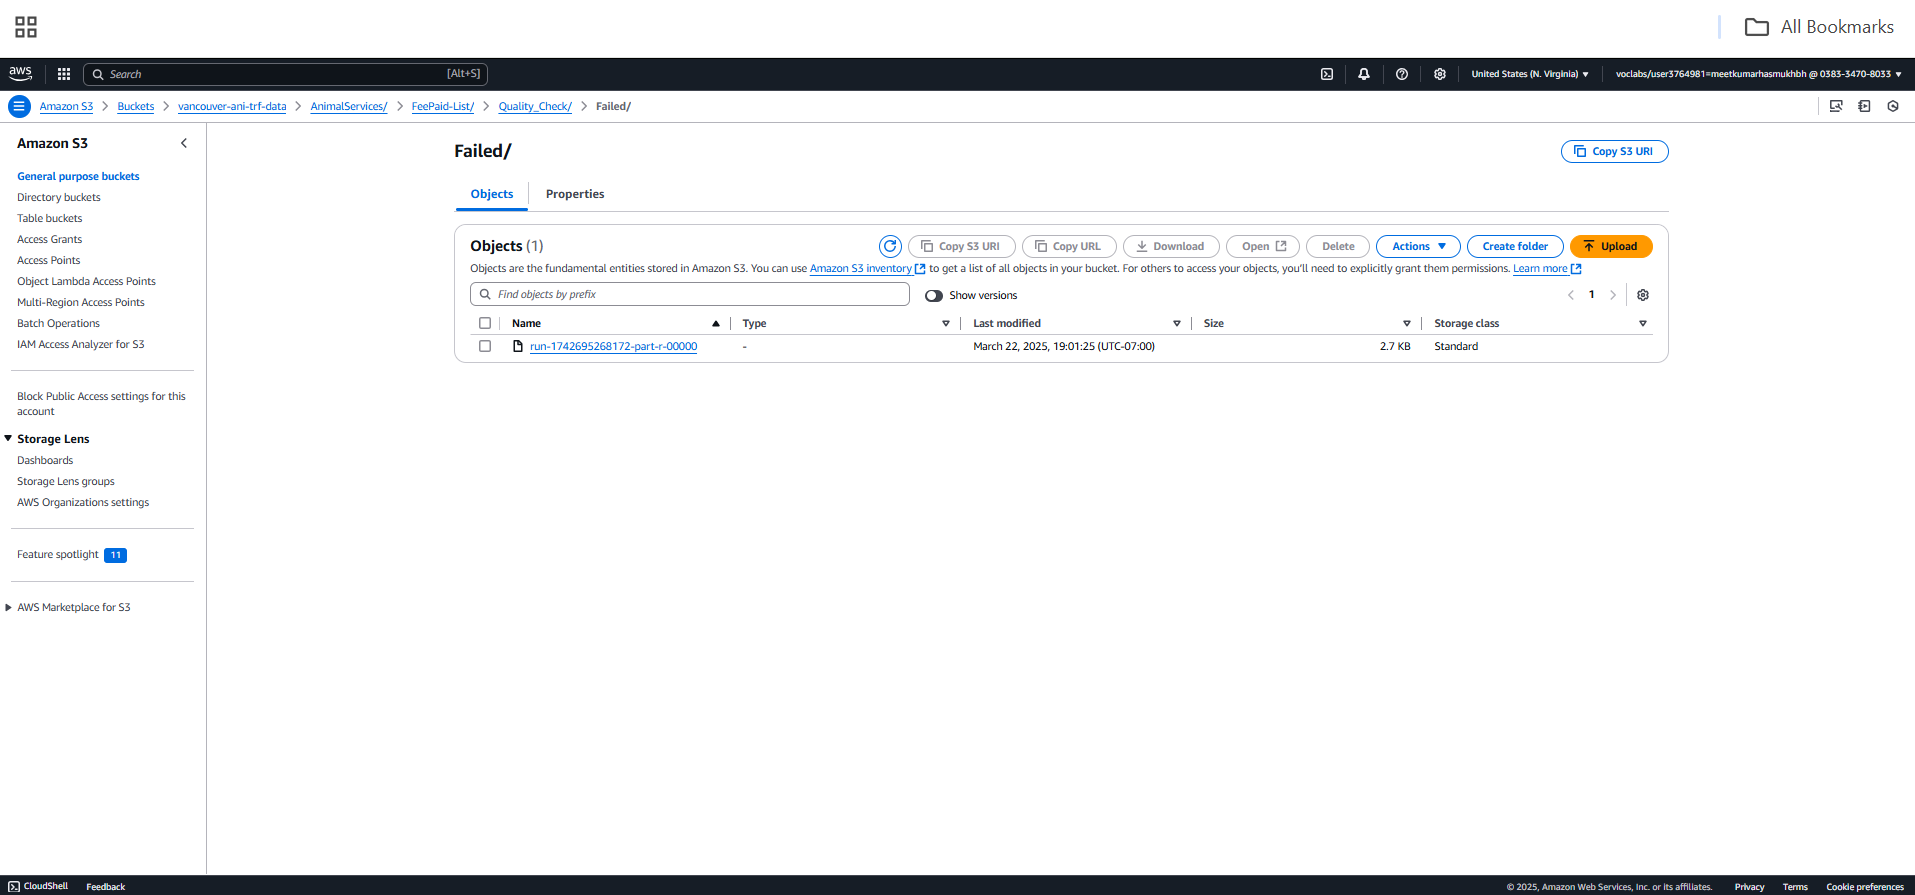 All Bookmarks
aws Search [Alt+S] United States (N. Virginia) voclabs/user3764981=meetkumarhasmukhbh @ 0383-3470-8033
Amazon S3 Buckets vancouver-ani-trf-data AnimalServices/ FeePaid-List/ Quality_Check/ Failed/
Amazon S3
General purpose buckets
Directory buckets
Table buckets
Access Grants
Access Points
Object Lambda Access Points
Multi-Region Access Points
Batch Operations
IAM Access Analyzer for S3
Block Public Access settings for this
account
Storage Lens
Dashboards
Storage Lens groups
AWS Organizations settings
Feature spotlight 11
AWS Marketplace for S3
Failed/
Copy S3 URI
Objects Properties
Objects (1) Copy S3 URI Copy URL Download Open Delete Actions Create folder Upload
Objects are the fundamental entities stored in Amazon S3. You can use Amazon S3 inventory to get a list of all objects in your bucket. For others to access your objects, you'll need to explicitly grant them permissions. Learn more
Find objects by prefix Show versions 1
Name Type Last modified Size Storage class
run-1742695268172-part-r-00000 - March 22, 2025, 19:01:25 (UTC-07:00) 2.7 KB Standard
CloudShell Feedback © 2025, Amazon Web Services, Inc. or its affiliates. Privacy Terms Cookie preferences